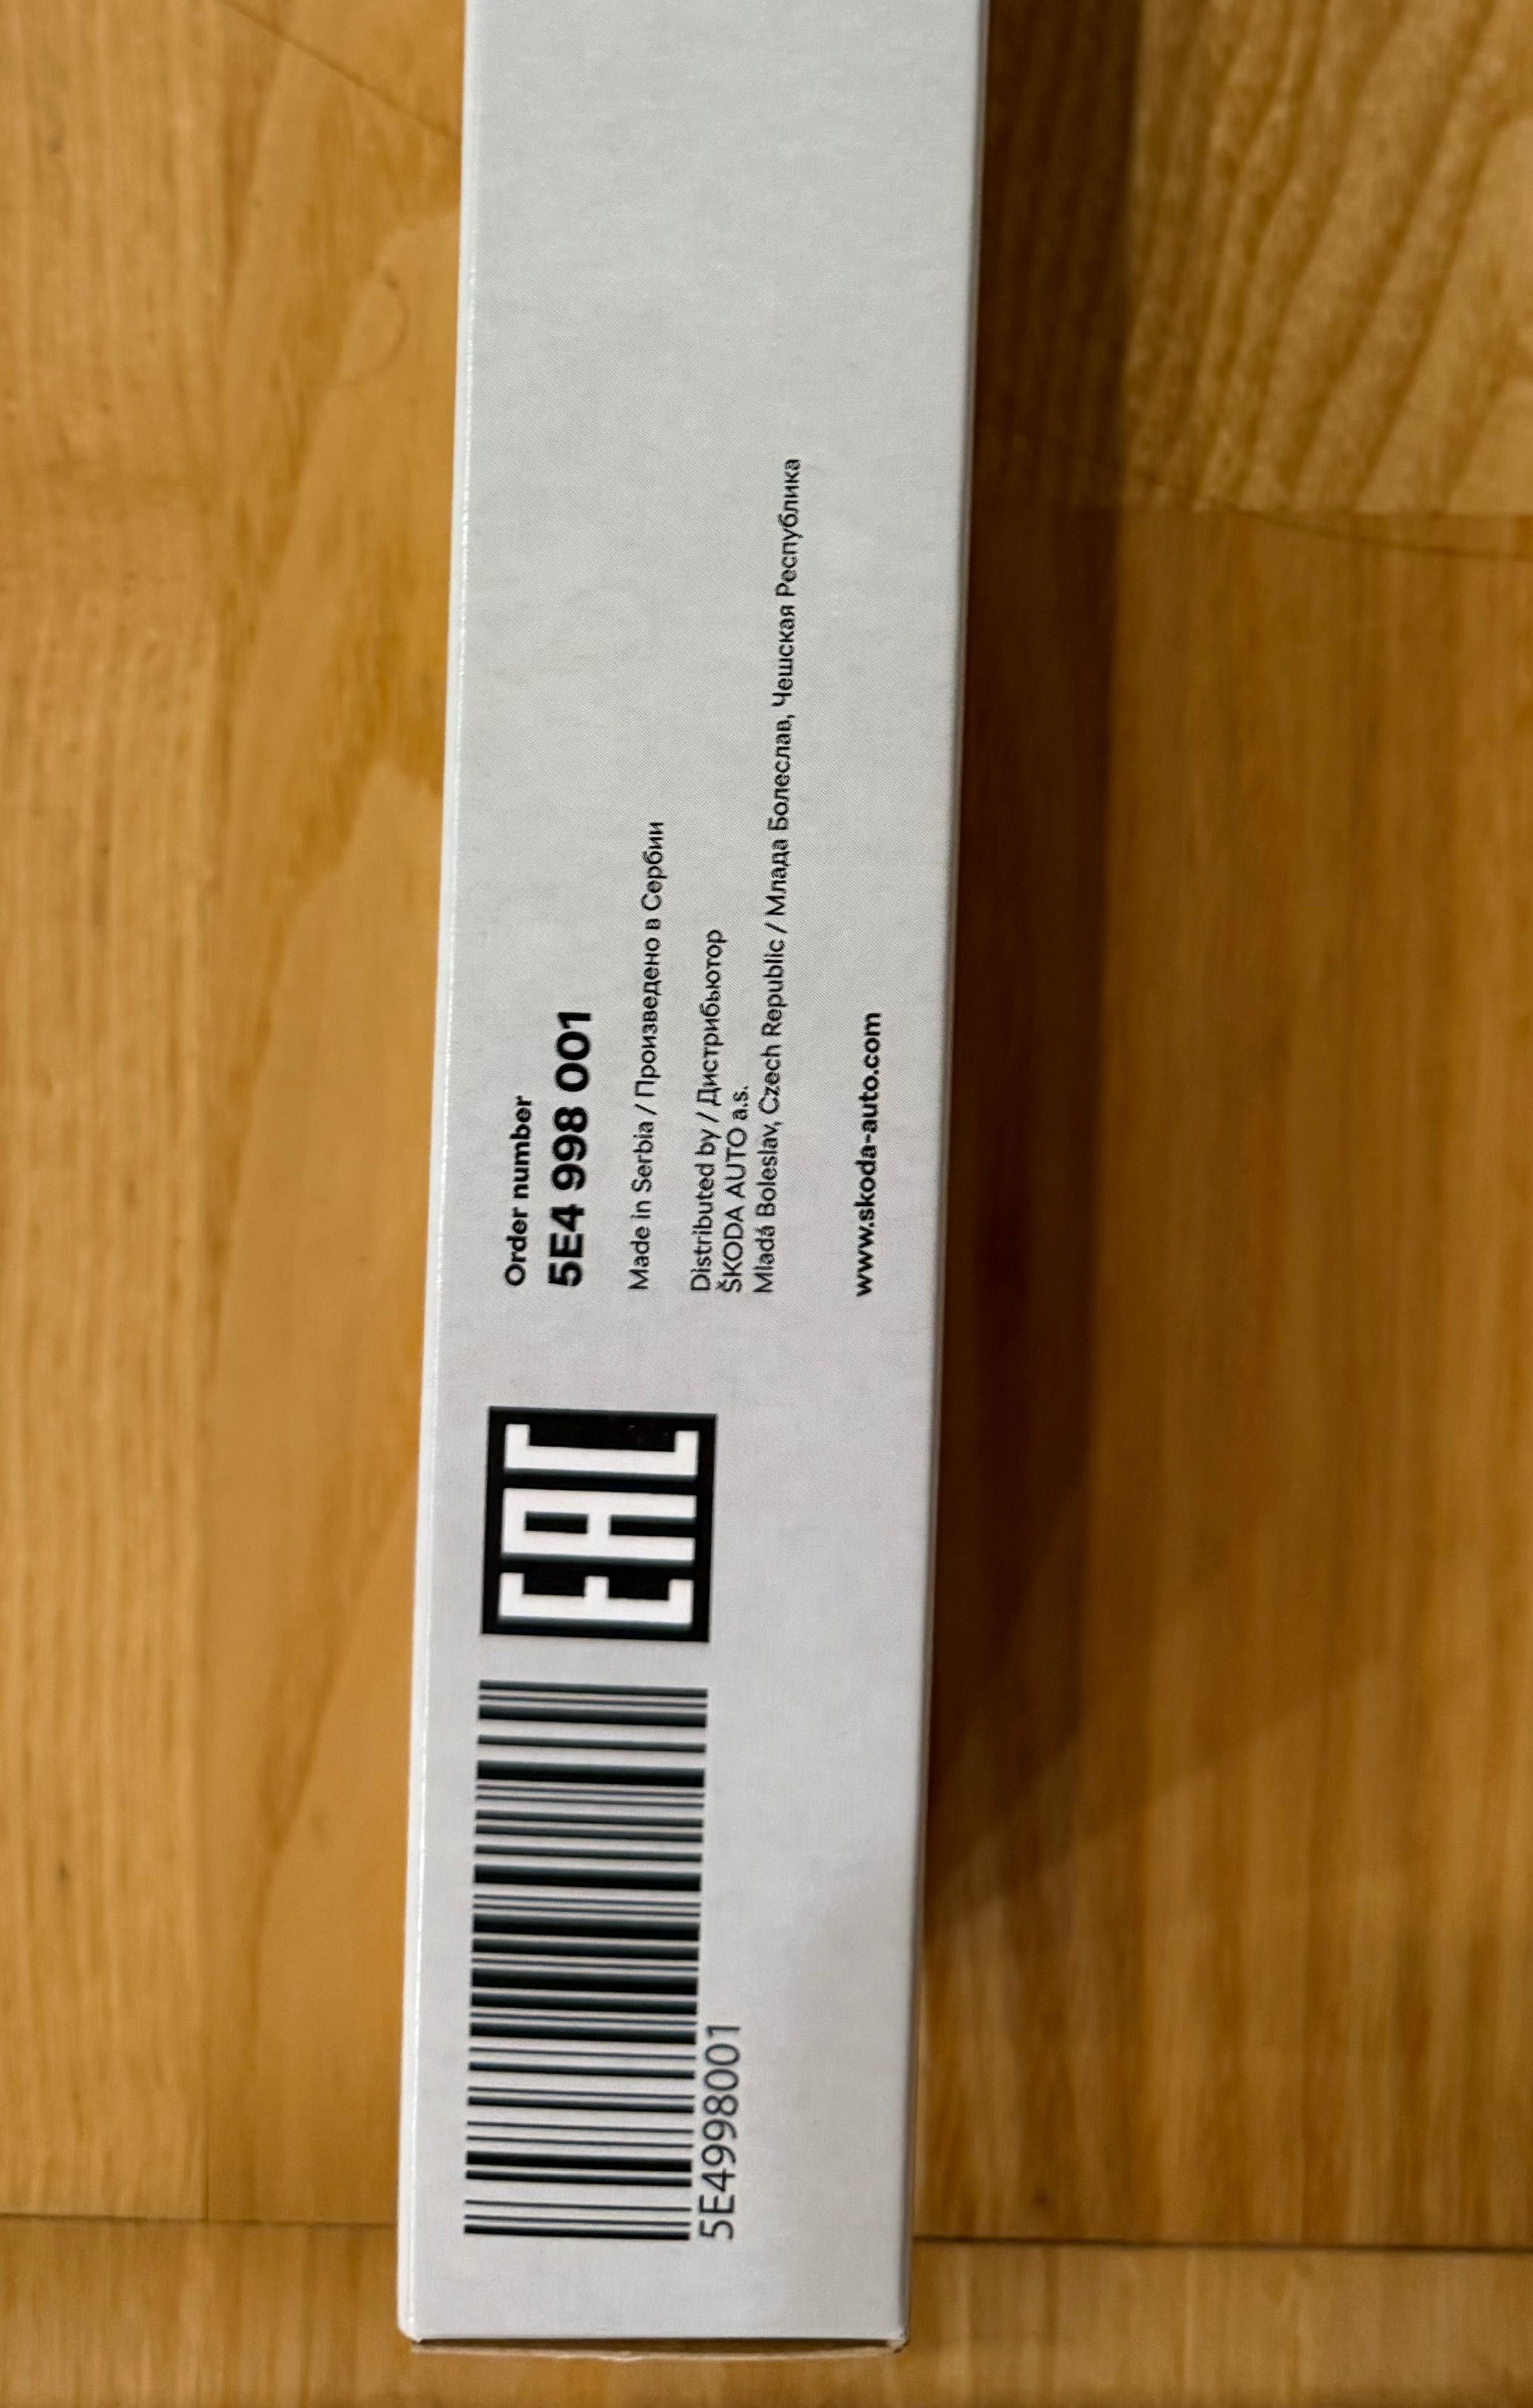 Order number
5E4 998 001
Made in Serbia / Произведено в Сербии
Distributed by / Дистрибьютор
ŠKODA AUTO a.s.
Mladá Boleslav, Czech Republic / Млада Болеслав, Чешская Республика
www.skoda-auto.com
EAC
5E4998001